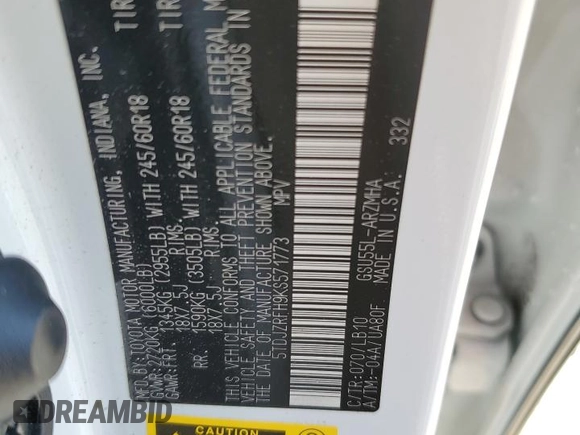 MFD.BY: TOYOTA MOTOR MANUFACTURING, INDIANA, INC.
GVWR: 2720KG (6000LB)
GAWR: FRT. 1345KG (2955LB) WITH 245/60R18 TIR
18X7.5J RIMS,
RR. 1590KG (3505LB) WITH 245/60R18 TIR
18X7.5J RIMS,
THIS VEHICLE CONFORMS TO ALL APPLICABLE FEDERAL M
VEHICLE SAFETY AND THEFT PREVENTION STANDARDS IN
ON THE DATE OF MANUFACTURE SHOWN ABOVE.
5TDJZRFH9KS571773 MPV
C/TR:070/LB10 GSU55L-ARZMHA
A/TM:-04A/UA80F MADE IN U.S.A. 332
CAUTION
DREAMBID